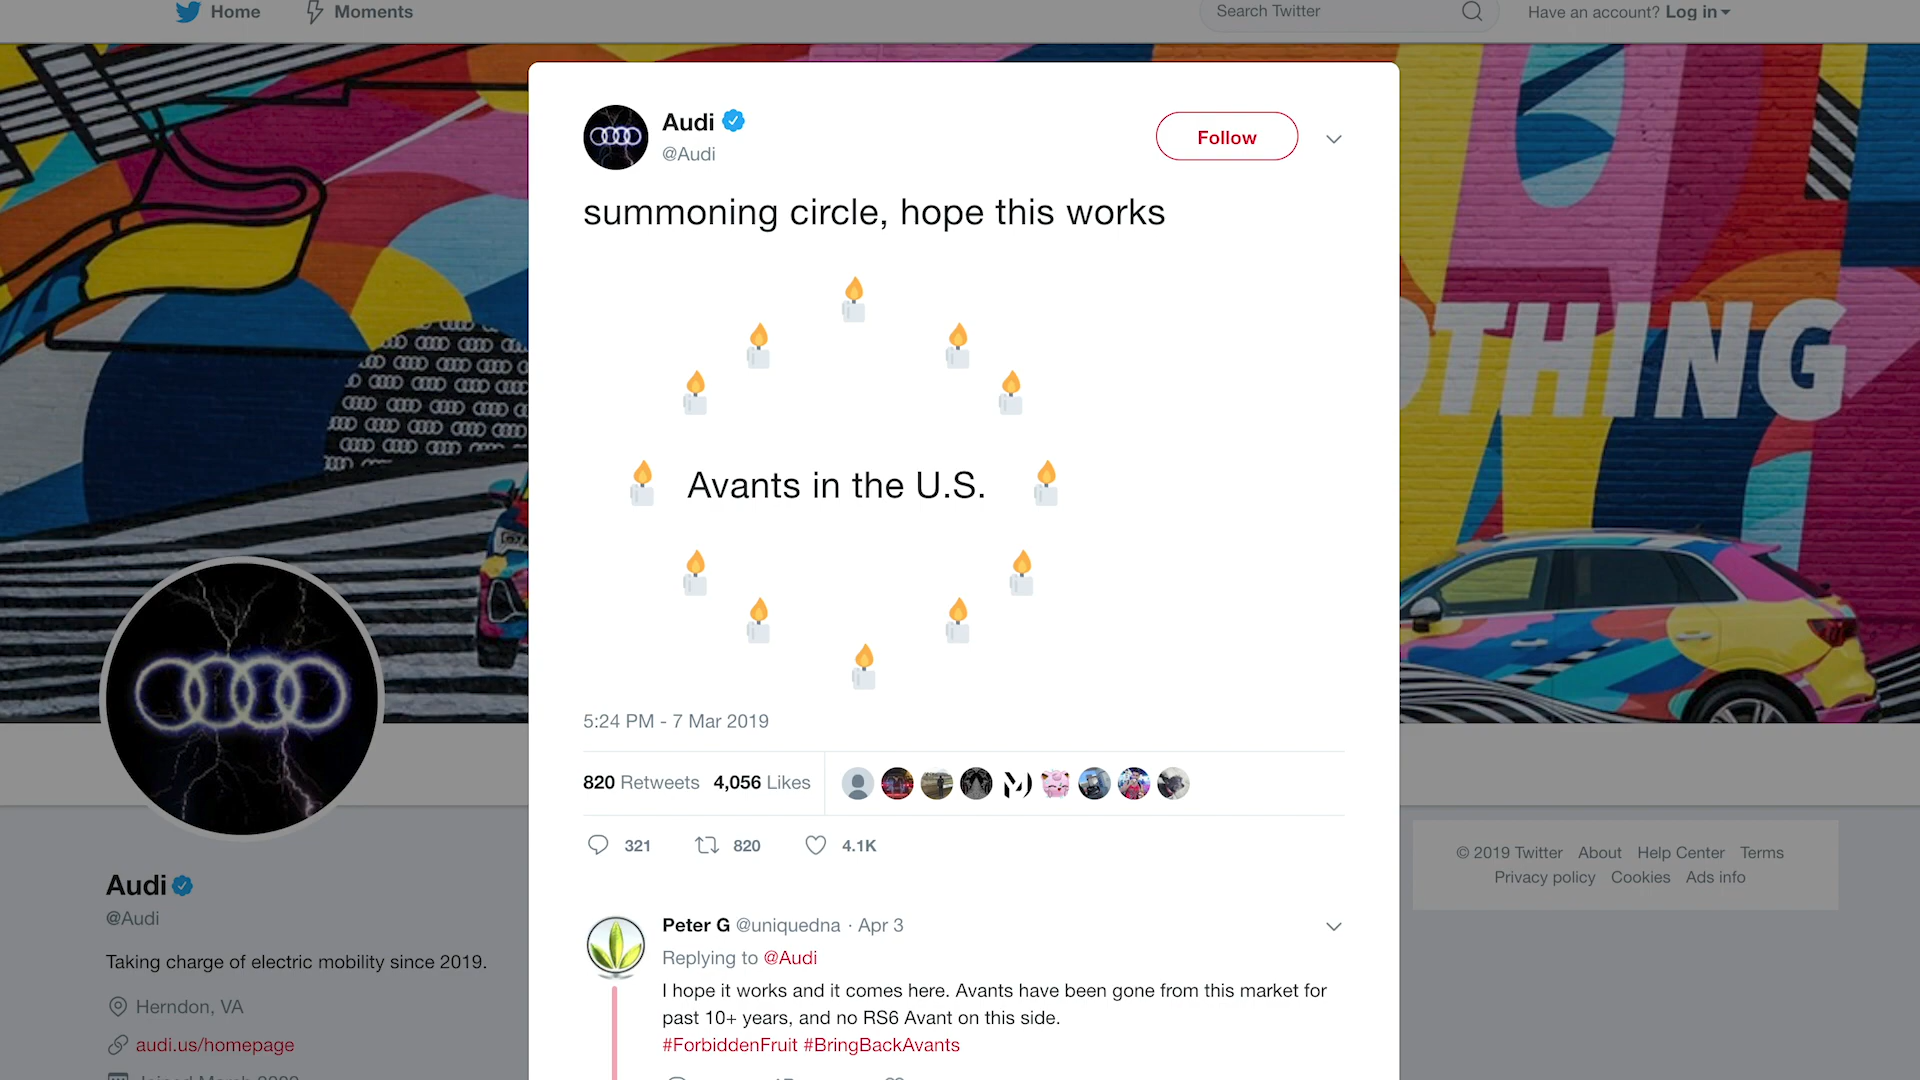 Home Moments
Search Twitter
Have an account? Log in
Audi
@Audi
Follow
summoning circle, hope this works
Avants in the U.S.
5:24 PM - 7 Mar 2019
820 Retweets 4,056 Likes
321 820 4.1K
Peter G @uniquedna · Apr 3
Replying to @Audi
I hope it works and it comes here. Avants have been gone from this market for
past 10+ years, and no RS6 Avant on this side.
#ForbiddenFruit #BringBackAvants
Audi
@Audi
Taking charge of electric mobility since 2019.
Herndon, VA
audi.us/homepage
THING
© 2019 Twitter About Help Center Terms
Privacy policy Cookies Ads info